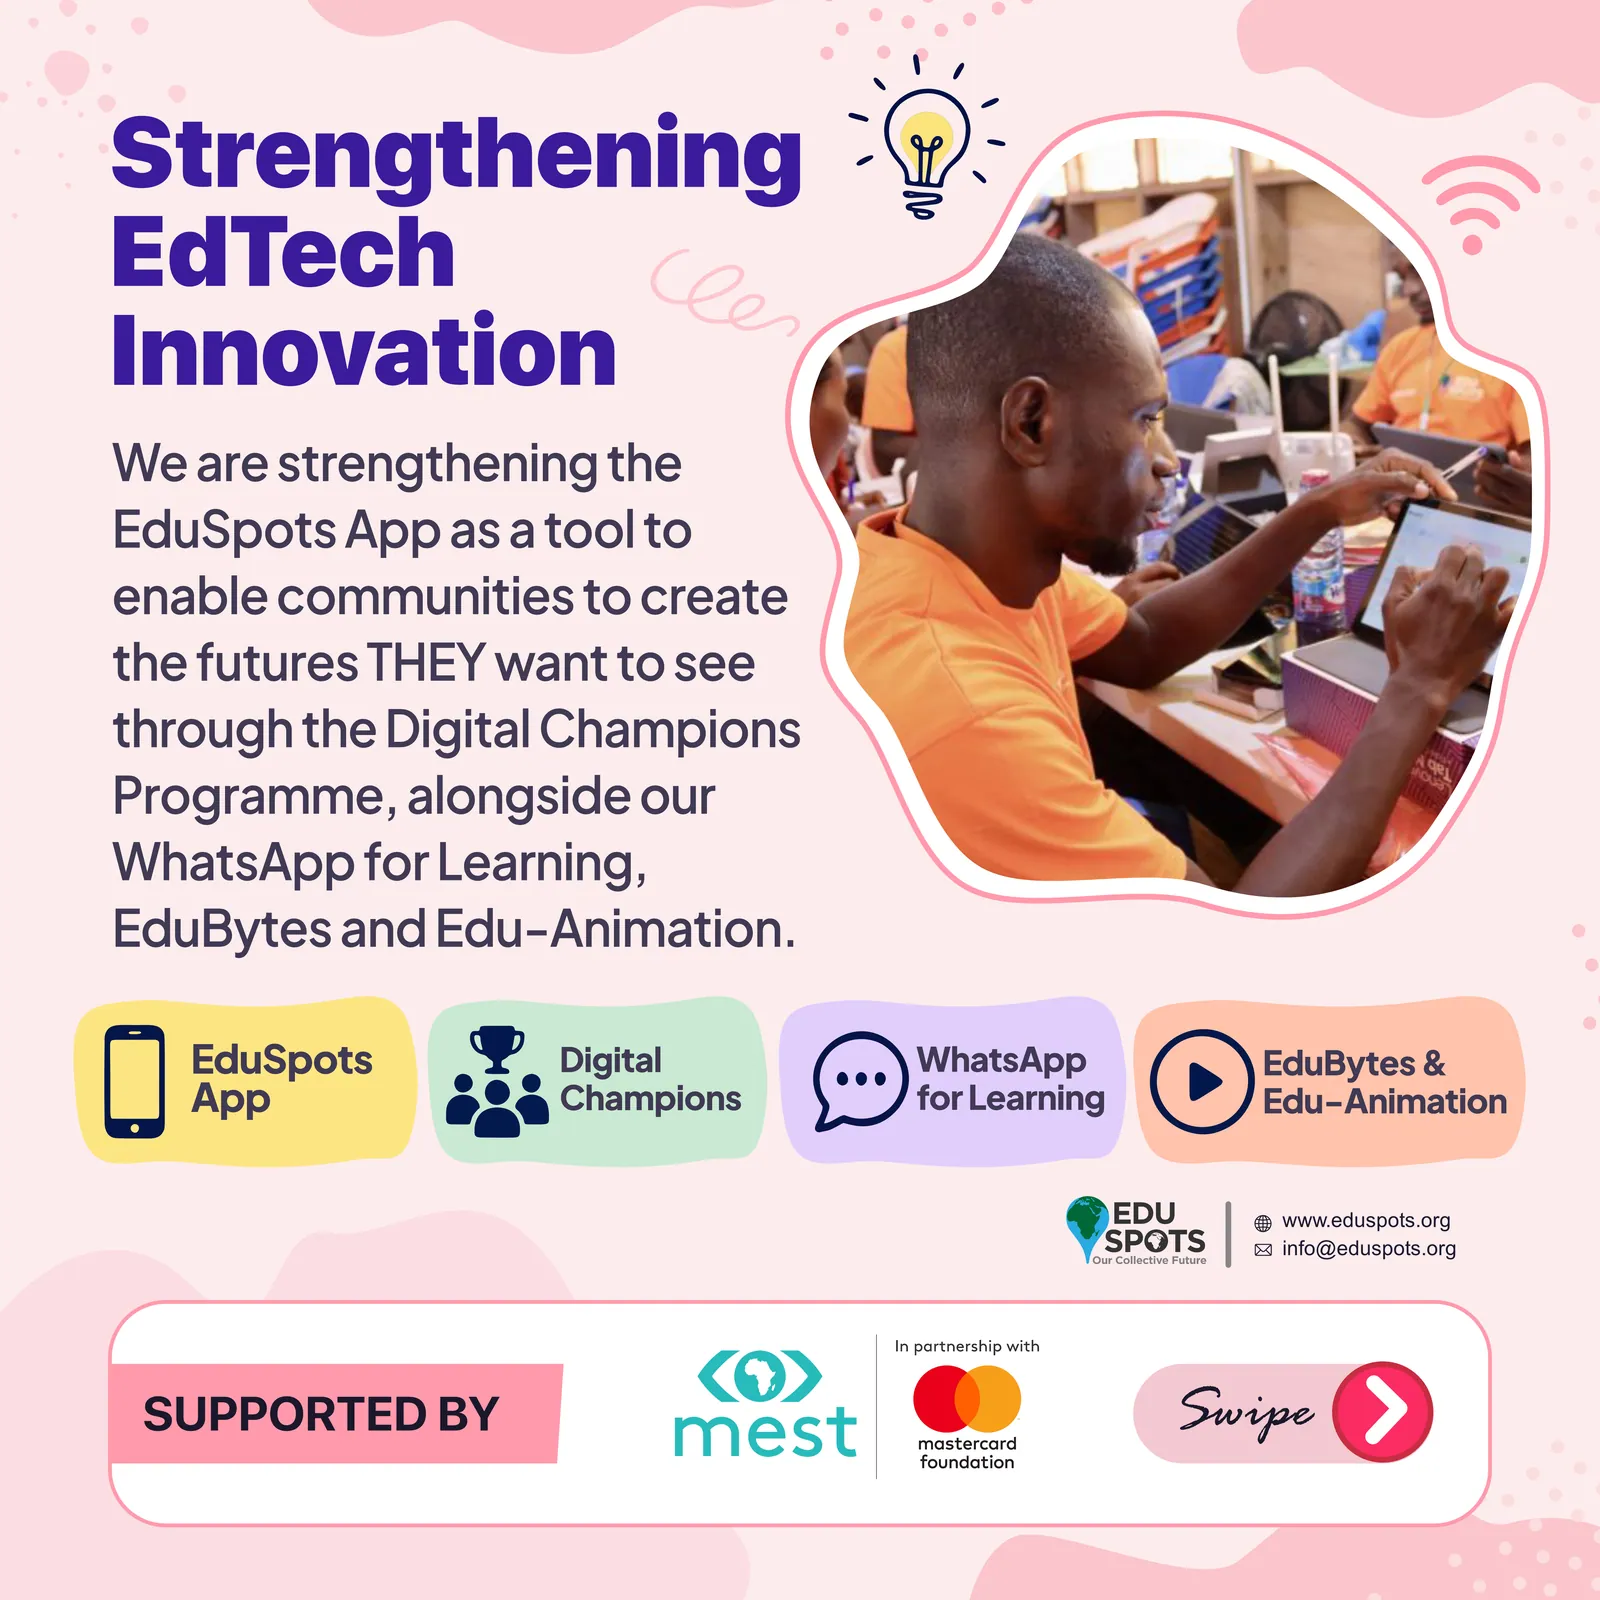 Strengthening
EdTech
Innovation
We are strengthening the
EduSpots App as a tool to
enable communities to create
the futures THEY want to see
through the Digital Champions
Programme, alongside our
WhatsApp for Learning,
EduBytes and Edu-Animation.
EduSpots
App
Digital
Champions
WhatsApp
for Learning
EduBytes &
Edu-Animation
EDU
SPOTS
Our Collective Future
www.eduspots.org
info@eduspots.org
SUPPORTED BY
mest
In partnership with
mastercard
foundation
Swipe